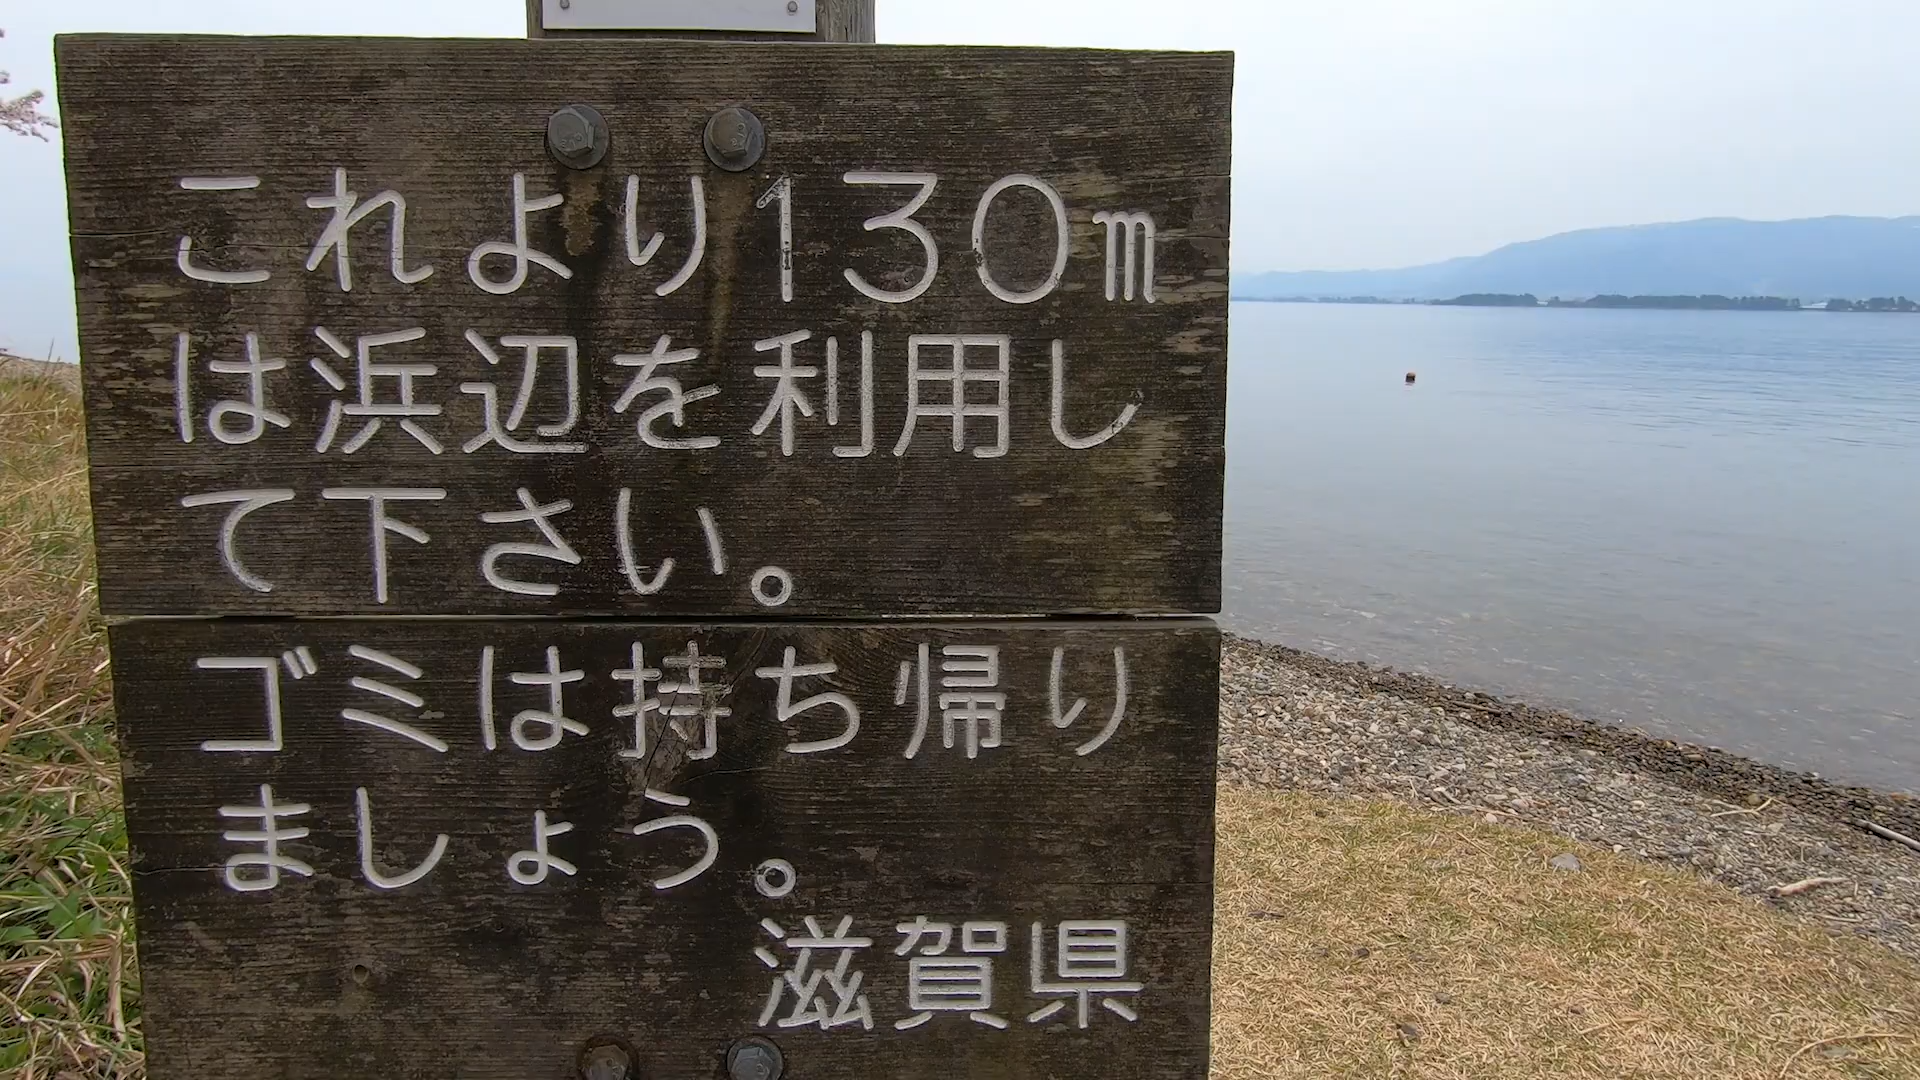 これより130m
は浜辺を利用し
て下さい。
ゴミは持ち帰り
ましょう。
滋賀県